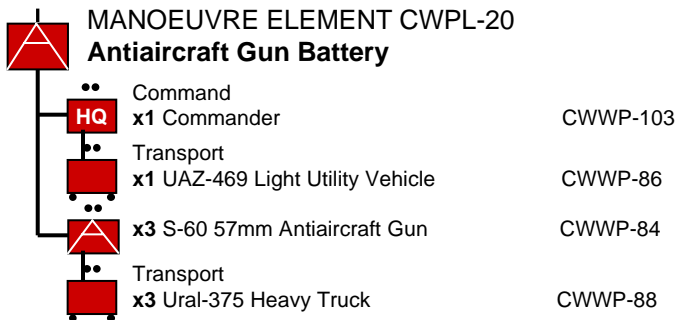 MANOEUVRE ELEMENT CWPL-20
Antiaircraft Gun Battery
Command
HQ x1 Commander CWWP-103
Transport
x1 UAZ-469 Light Utility Vehicle CWWP-86
x3 S-60 57mm Antiaircraft Gun CWWP-84
Transport
x3 Ural-375 Heavy Truck CWWP-88